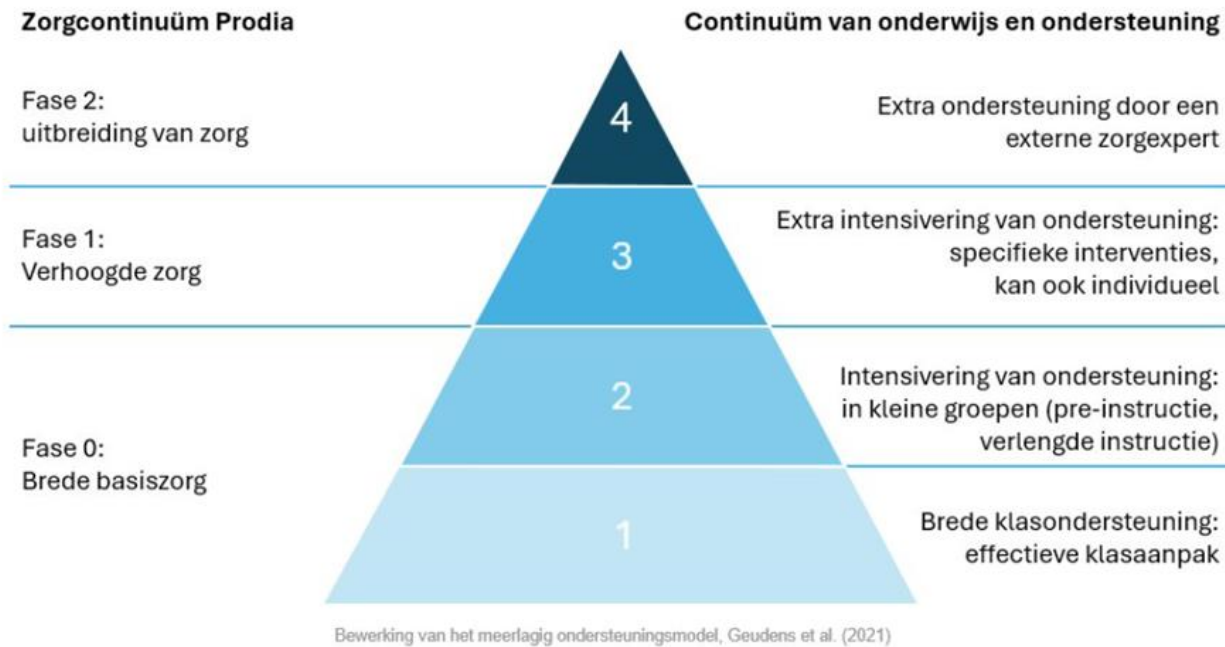 Zorgcontinuüm Prodia
Continuüm van onderwijs en ondersteuning
Fase 2:
uitbreiding van zorg
4
Extra ondersteuning door een
externe zorgexpert
Fase 1:
Verhoogde zorg
3
Extra intensivering van ondersteuning:
specifieke interventies,
kan ook individueel
Fase 0:
Brede basiszorg
2
Intensivering van ondersteuning:
in kleine groepen (pre-instructie,
verlengde instructie)
1
Brede klasondersteuning:
effectieve klasaanpak
Bewerking van het meerlagig ondersteuningsmodel, Geudens et al. (2021)